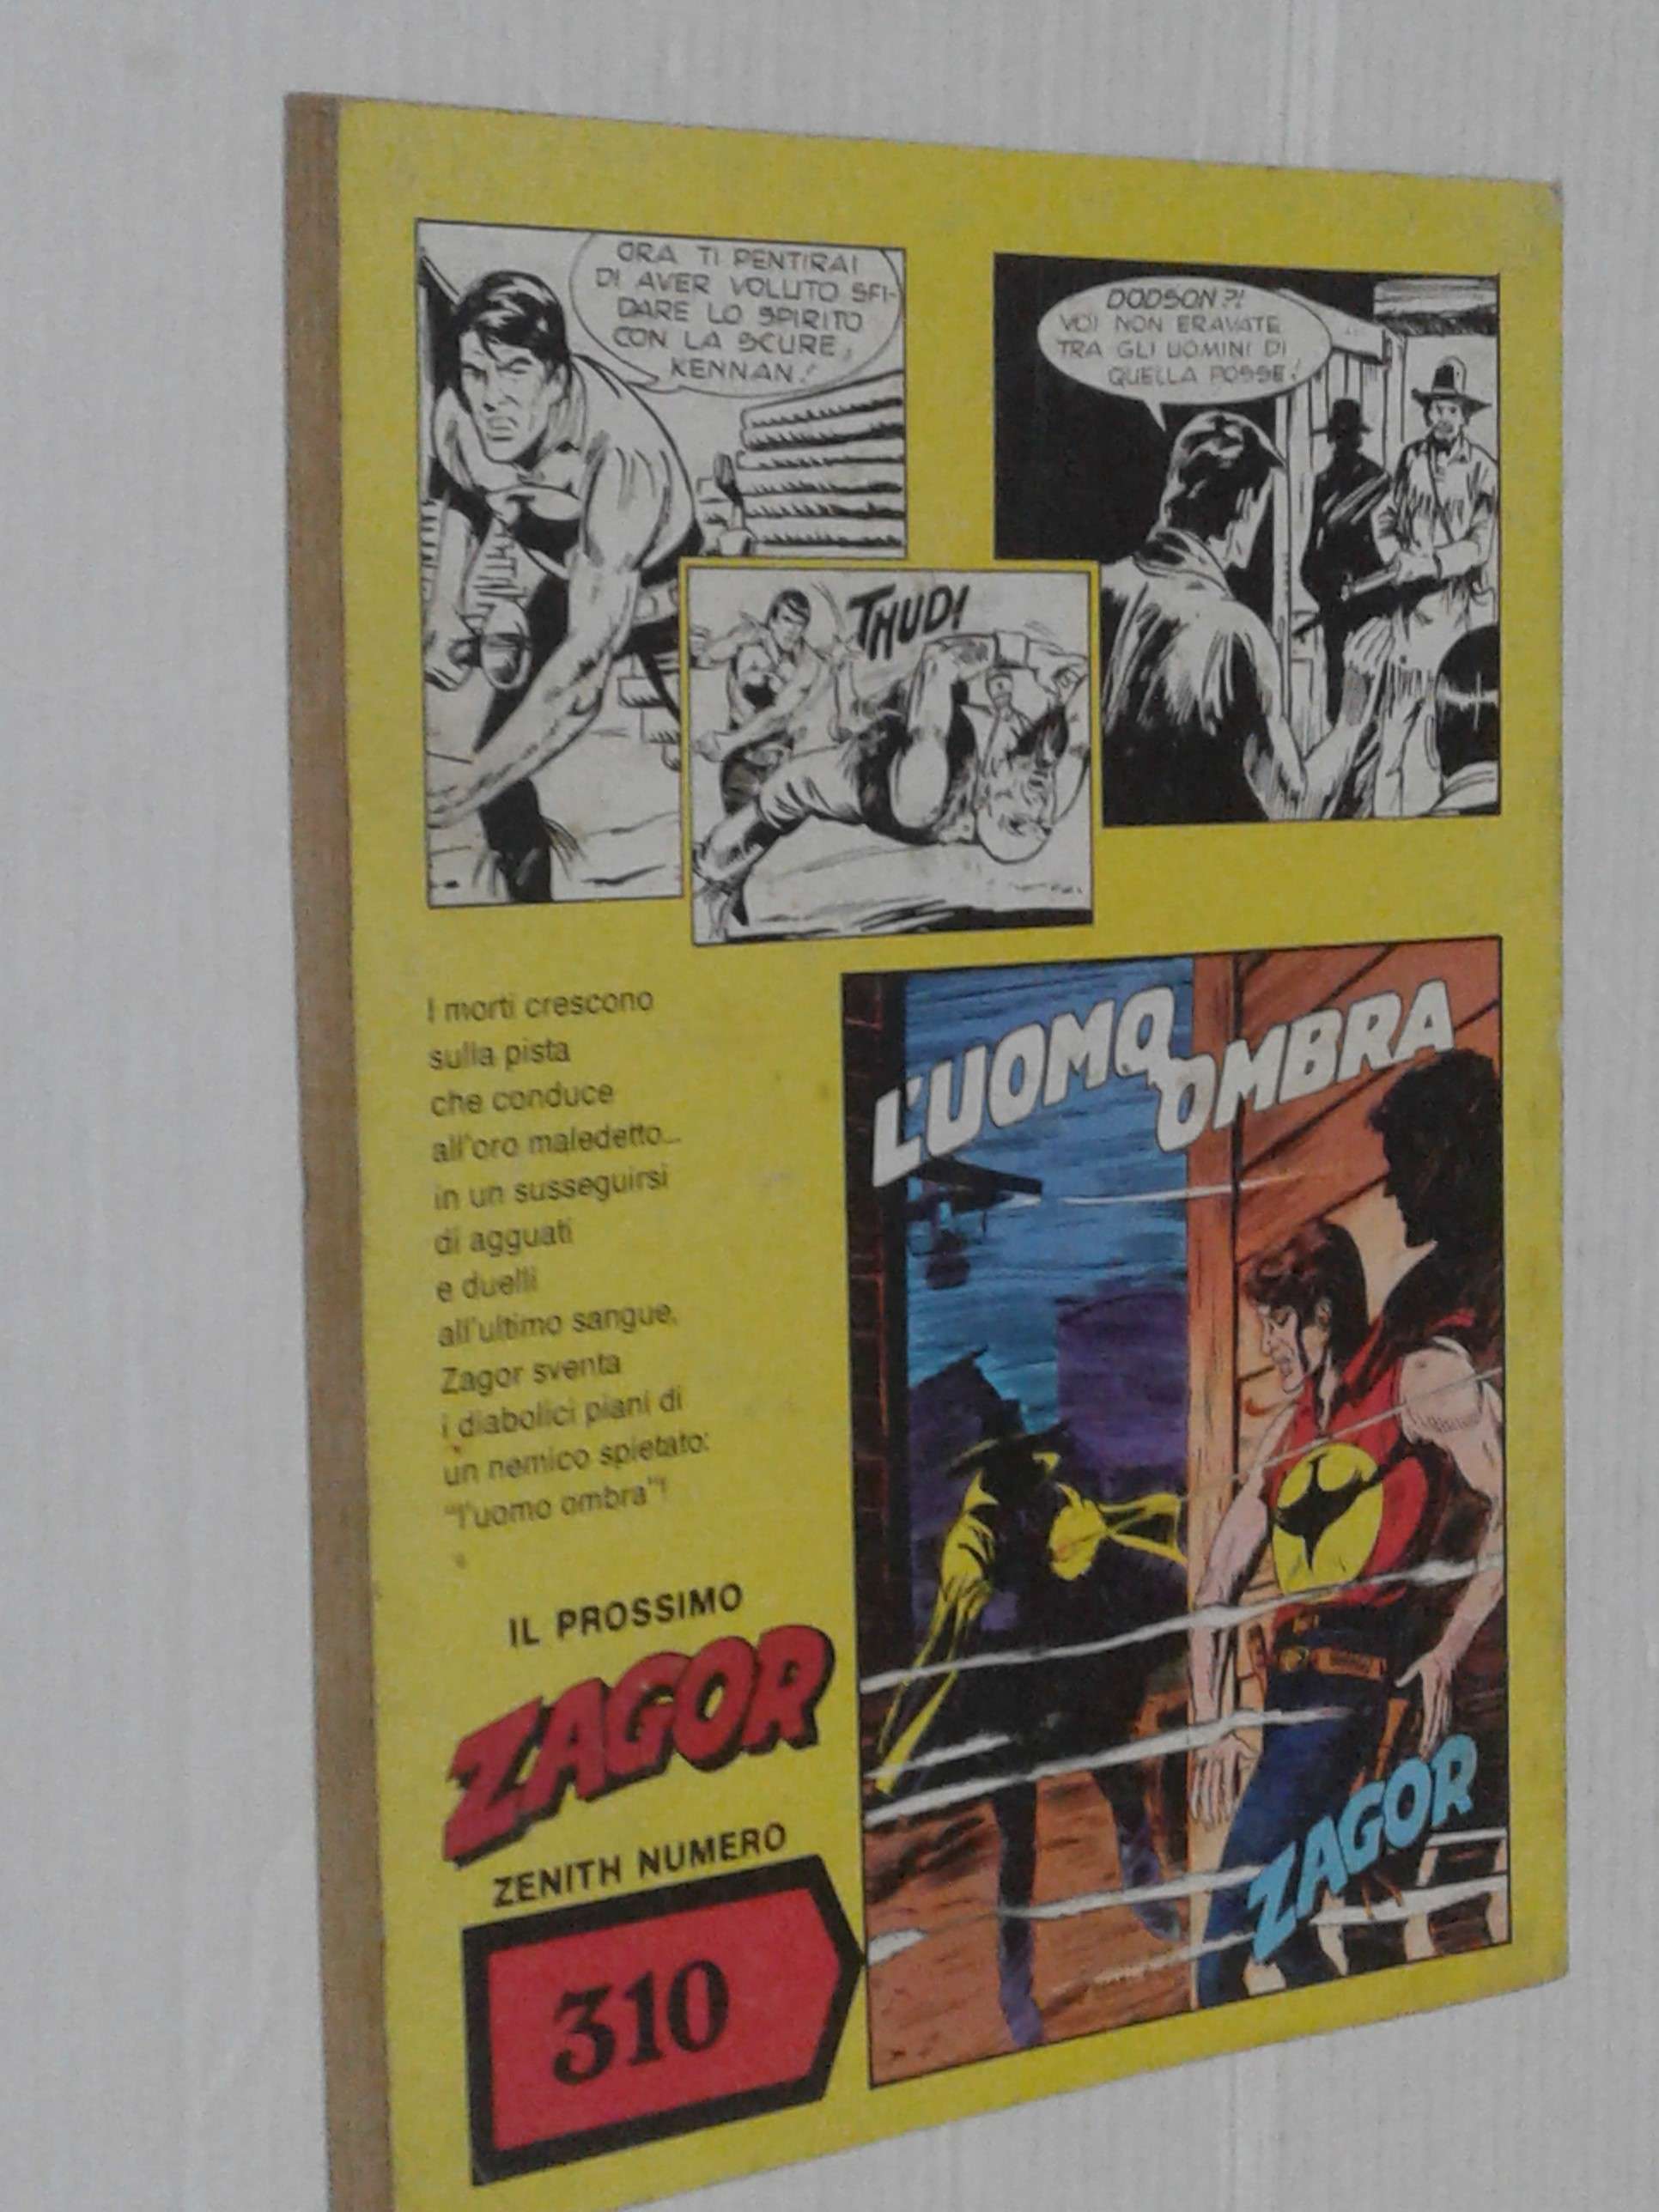 ORA TI PENTIRAI
DI AVER VOLUTO SFI-
DARE LO SPIRITO
CON LA SCURE,
KENNAN!
DODSON?!
VOI NON ERAVATE
TRA GLI UOMINI DI
QUELLA POSSE!
THUD!
I morti crescono
sulla pista
che conduce
all'oro maledetto...
in un susseguirsi
di agguati
e duelli
all'ultimo sangue,
Zagor sventa
i diabolici piani di
un nemico spietato:
"l'uomo ombra"!
IL PROSSIMO
ZAGOR
ZENITH NUMERO
310
L'UOMO
OMBRA
ZAGOR